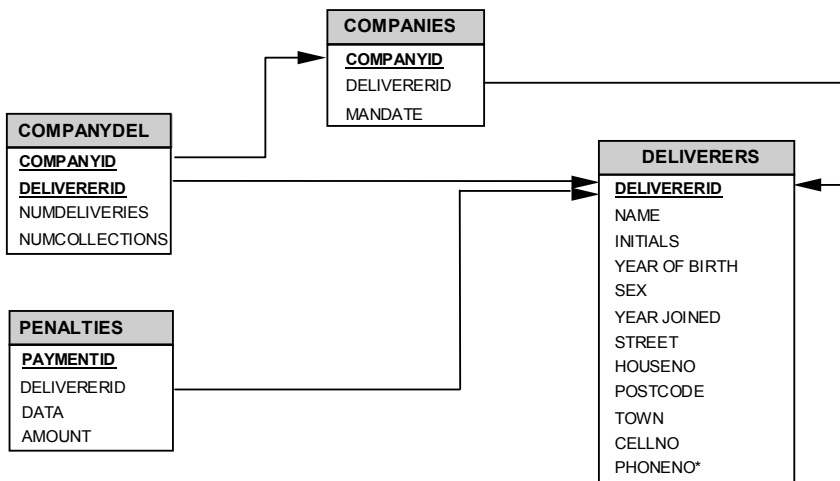 COMPANIES
COMPANYID
DELIVERERID
MANDATE
COMPANYDEL
COMPANYID
DELIVERERID
NUMDELIVERIES
NUMCOLLECTIONS
DELIVERERS
DELIVERERID
NAME
INITIALS
YEAR OF BIRTH
SEX
YEAR JOINED
STREET
HOUSENO
POSTCODE
TOWN
CELLNO
PHONENO*
PENALTIES
PAYMENTID
DELIVERERID
DATA
AMOUNT